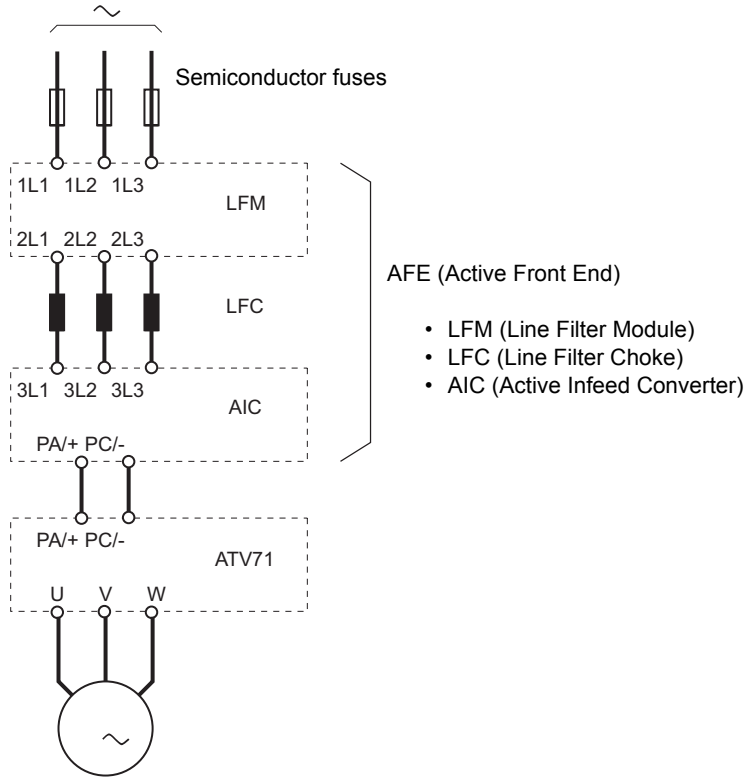 Semiconductor fuses
1L1 1L2 1L3
LFM
2L1 2L2 2L3
LFC
AFE (Active Front End)
• LFM (Line Filter Module)
• LFC (Line Filter Choke)
• AIC (Active Infeed Converter)
3L1 3L2 3L3
AIC
PA/+ PC/-
PA/+ PC/-
ATV71
U V W